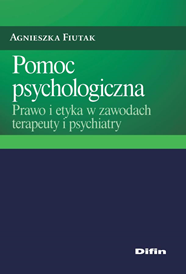 Agnieszka Fiutak
Pomoc
psychologiczna
Prawo i etyka w zawodach
terapeuty i psychiatry
Difin